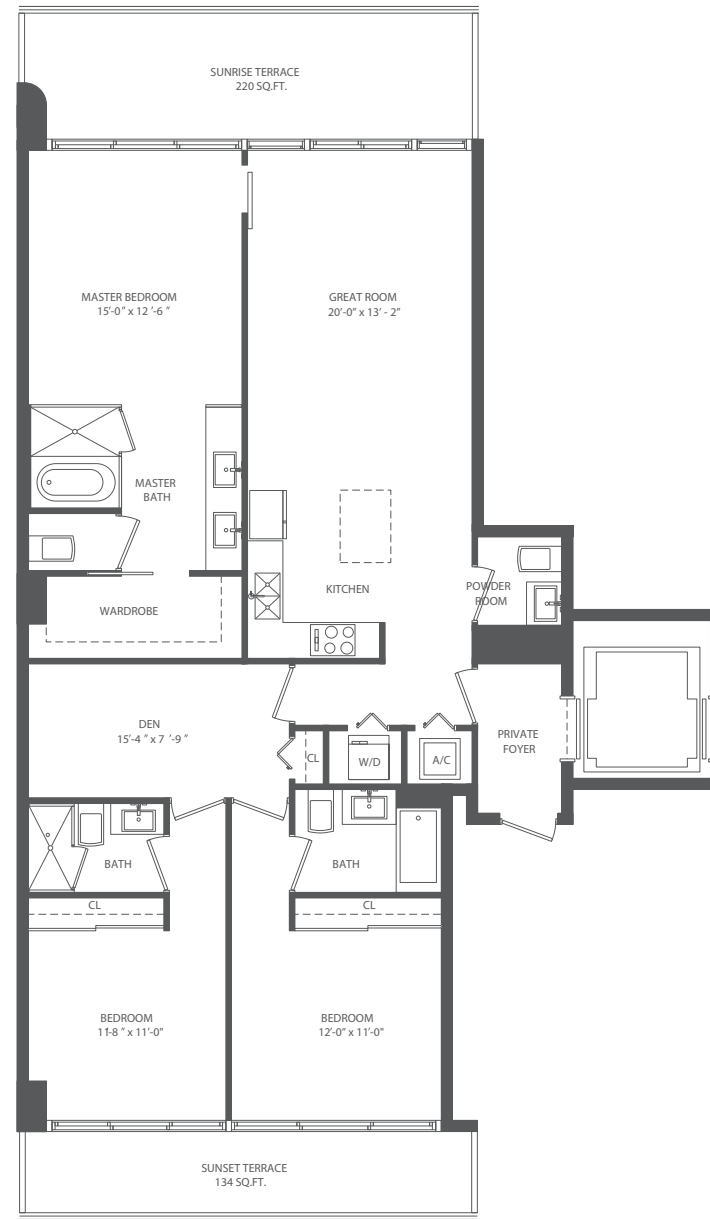 SUNRISE TERRACE
220 SQ.FT.
MASTER BEDROOM
15'-0" x 12 '-6 "
GREAT ROOM
20'-0" x 13' - 2"
MASTER
BATH
KITCHEN
POWDER
ROOM
WARDROBE
DEN
15'-4 " x 7 '-9 "
PRIVATE
FOYER
CL
W/D
A/C
BATH
BATH
CL
CL
BEDROOM
11'-8 " x 11'-0"
BEDROOM
12'-0" x 11'-0"
SUNSET TERRACE
134 SQ.FT.